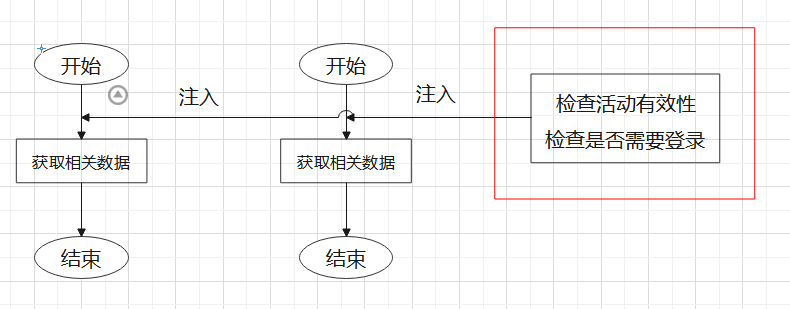 开始
开始
注入
注入
检查活动有效性
检查是否需要登录
获取相关数据
获取相关数据
结束
结束